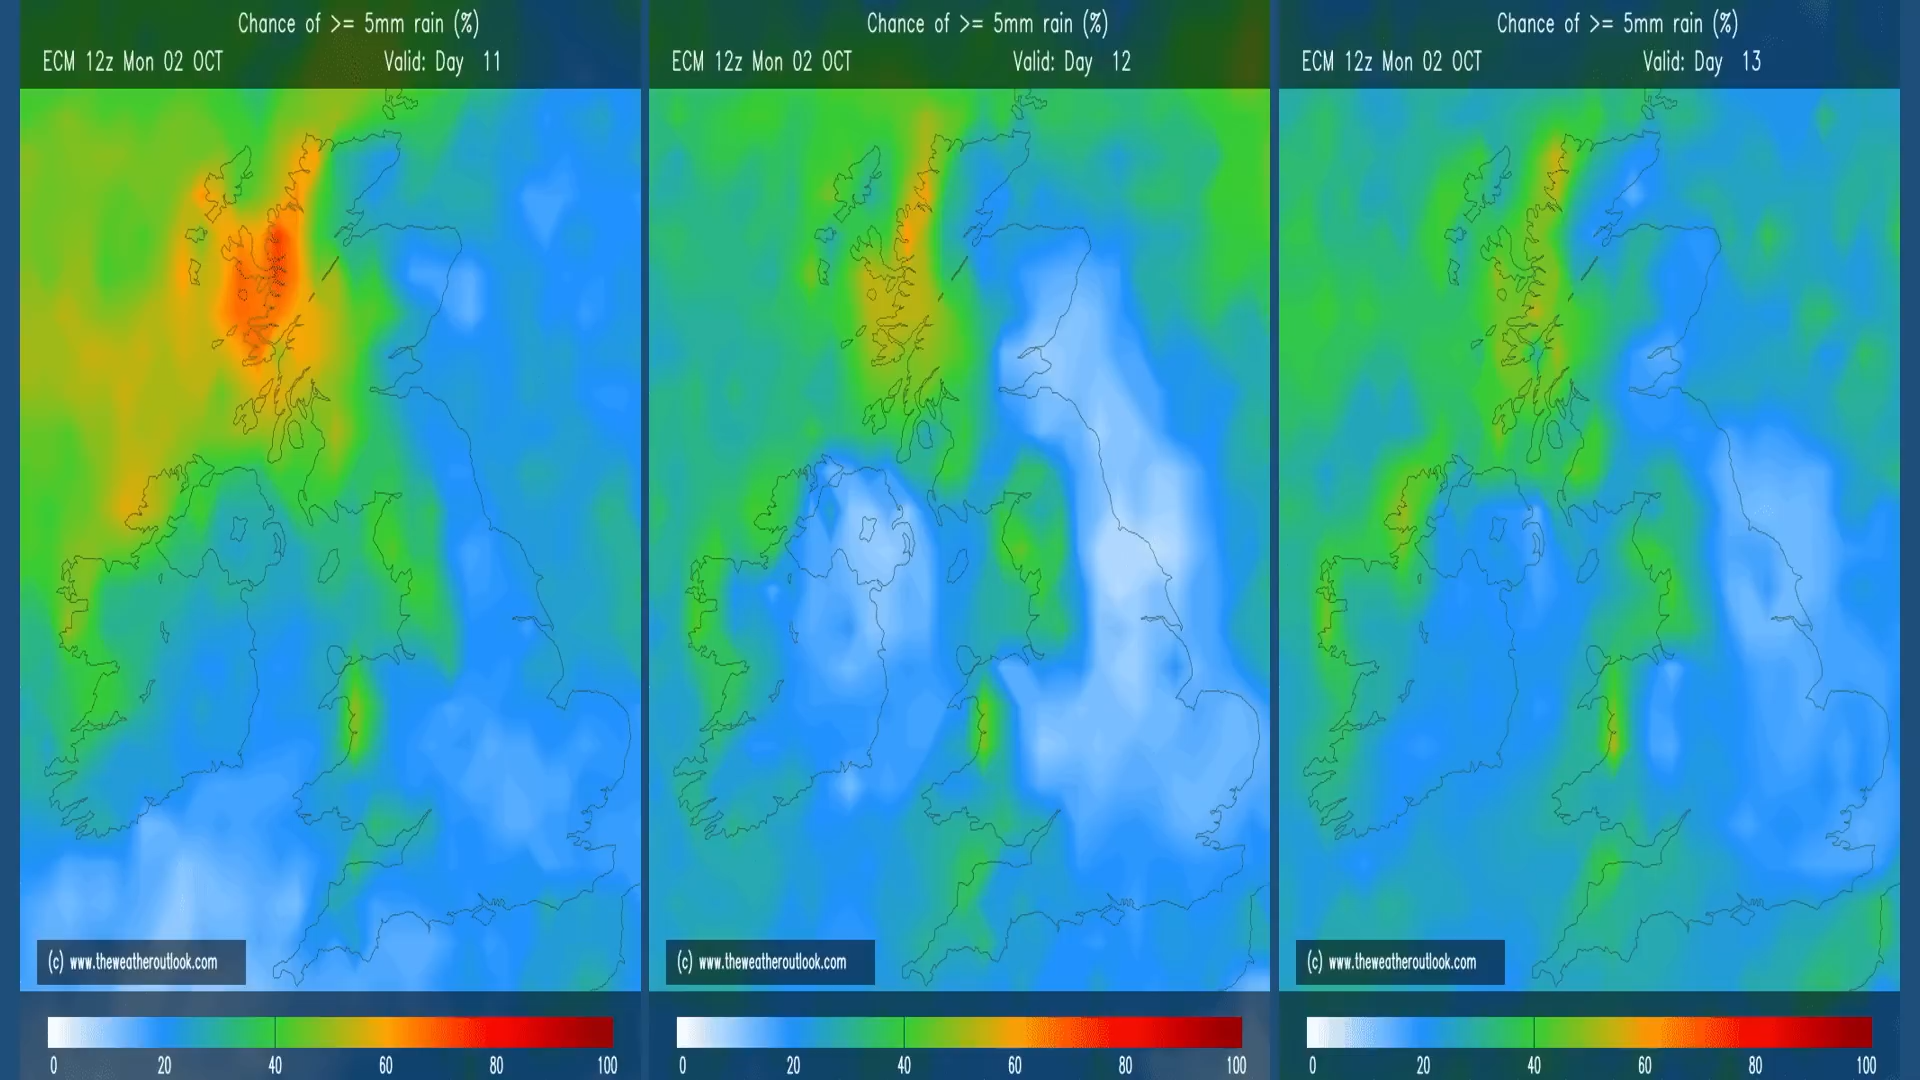 Chance of >= 5mm rain (%)
ECM 12z Mon 02 OCT Valid: Day 11
(c) www.theweatheroutlook.com
0 20 40 60 80 100
Chance of >= 5mm rain (%)
ECM 12z Mon 02 OCT Valid: Day 12
(c) www.theweatheroutlook.com
0 20 40 60 80 100
Chance of >= 5mm rain (%)
ECM 12z Mon 02 OCT Valid: Day 13
(c) www.theweatheroutlook.com
0 20 40 60 80 100